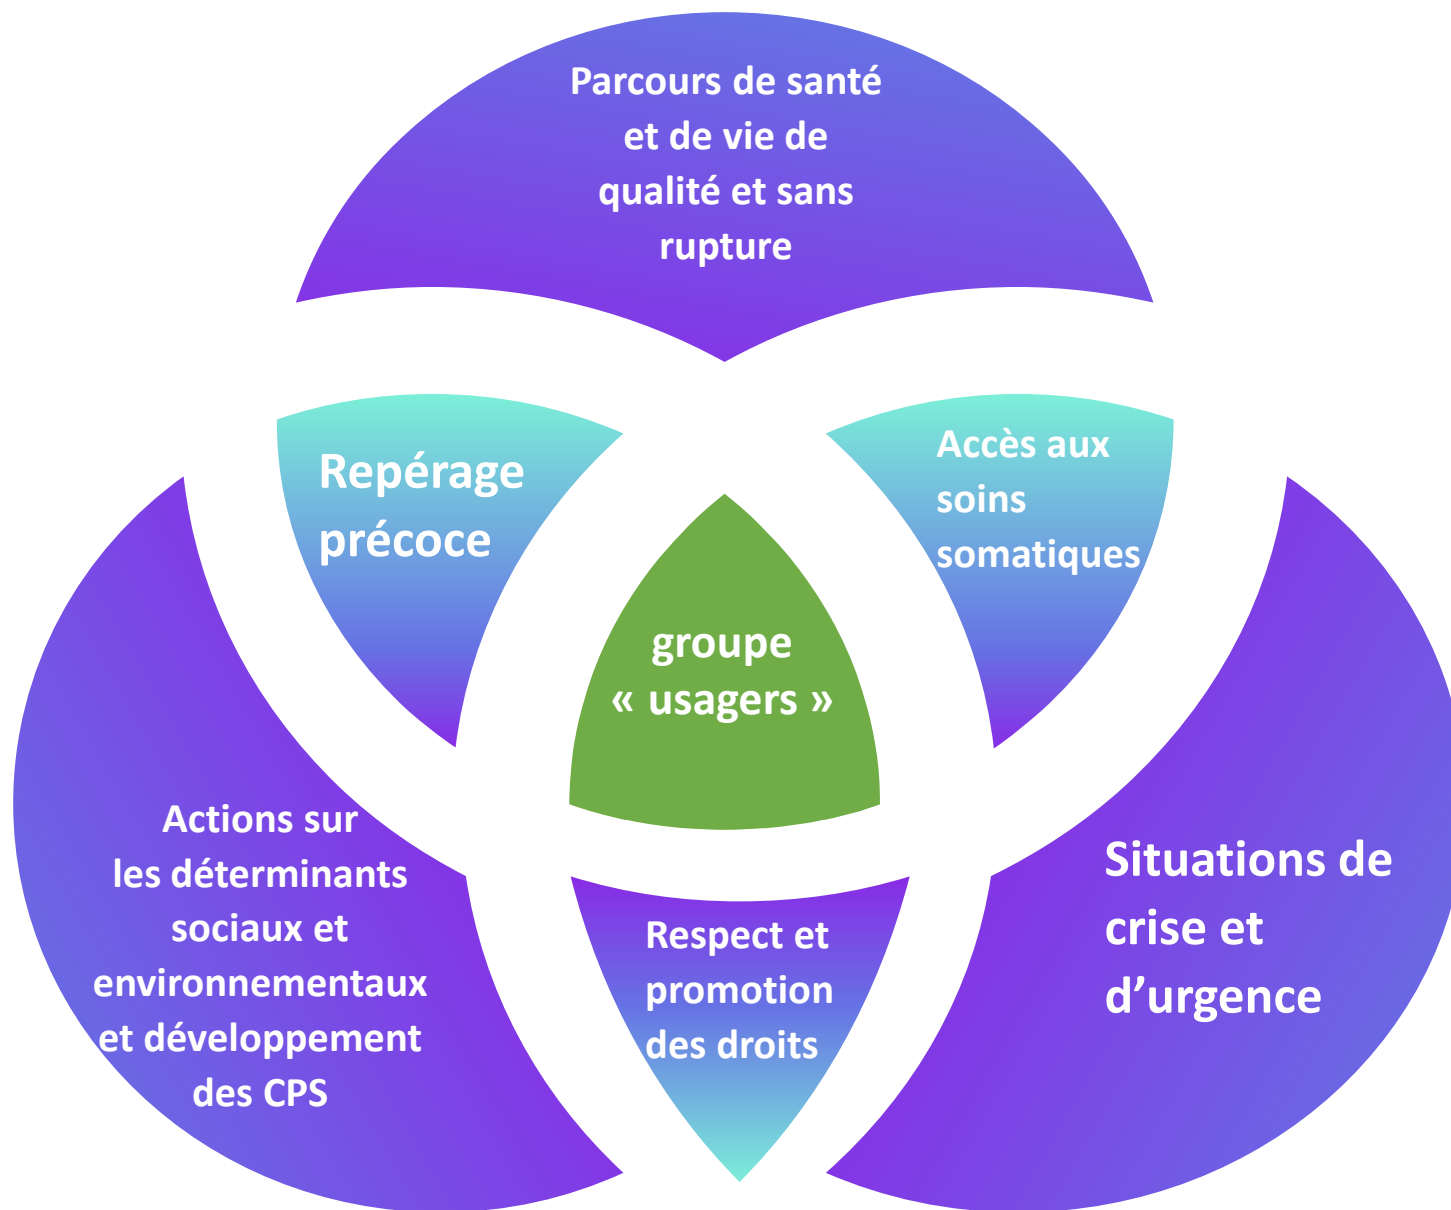 Parcours de santé
et de vie de
qualité et sans
rupture
Repérage
précoce
Accès aux
soins
somatiques
groupe
« usagers »
Actions sur
les déterminants
sociaux et
environnementaux
et développement
des CPS
Respect et
promotion
des droits
Situations de
crise et
d’urgence